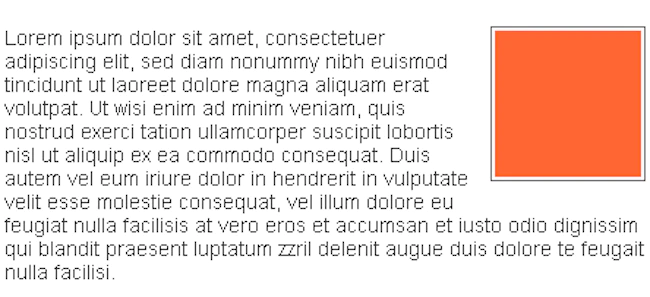 Lorem ipsum dolor sit amet, consectetuer
adipiscing elit, sed diam nonummy nibh euismod
tincidunt ut laoreet dolore magna aliquam erat
volutpat. Ut wisi enim ad minim veniam, quis
nostrud exerci tation ullamcorper suscipit lobortis
nisl ut aliquip ex ea commodo consequat. Duis
autem vel eum iriure dolor in hendrerit in vulputate
velit esse molestie consequat, vel illum dolore eu
feugiat nulla facilisis at vero eros et accumsan et iusto odio dignissim
qui blandit praesent luptatum zzril delenit augue duis dolore te feugait
nulla facilisi.